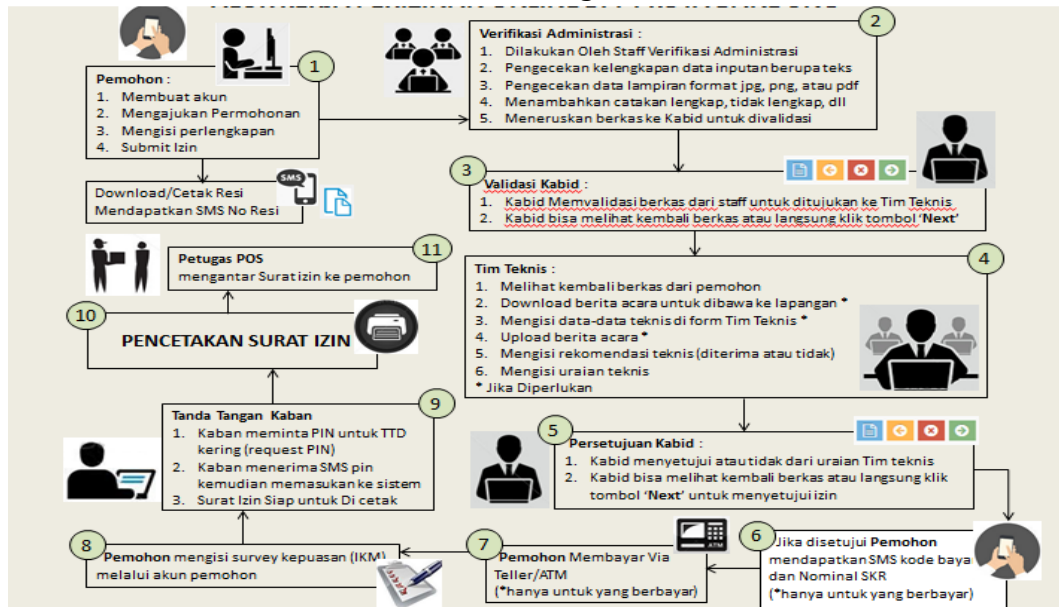 1
Pemohon :
1. Membuat akun
2. Mengajukan Permohonan
3. Mengisi perlengkapan
4. Submit Izin
Download/Cetak Resi
Mendapatkan SMS No Resi
SMS
2
Verifikasi Administrasi :
1. Dilakukan Oleh Staff Verifikasi Administrasi
2. Pengecekan kelengkapan data inputan berupa teks
3. Pengecekan data lampiran format jpg, png, atau pdf
4. Menambahkan catakan lengkap, tidak lengkap, dll
5. Meneruskan berkas ke Kabid untuk divalidasi
3
Validasi Kabid :
1. Kabid Memvalidasi berkas dari staff untuk ditujukan ke Tim Teknis
2. Kabid bisa melihat kembali berkas atau langsung klik tombol ‘Next’
4
Tim Teknis :
1. Melihat kembali berkas dari pemohon
2. Download berita acara untuk dibawa ke lapangan *
3. Mengisi data-data teknis di form Tim Teknis *
4. Upload berita acara *
5. Mengisi rekomendasi teknis (diterima atau tidak)
6. Mengisi uraian teknis
* Jika Diperlukan
5
Persetujuan Kabid :
1. Kabid menyetujui atau tidak dari uraian Tim teknis
2. Kabid bisa melihat kembali berkas atau langsung klik
tombol ‘Next’ untuk menyetujui izin
6
Jika disetujui Pemohon
mendapatkan SMS kode baya
dan Nominal SKR
(*hanya untuk yang berbayar)
7
ATM
Pemohon Membayar Via
Teller/ATM
(*hanya untuk yang berbayar)
8
Pemohon mengisi survey kepuasan (IKM)
melalui akun pemohon
9
Tanda Tangan Kaban
1. Kaban meminta PIN untuk TTD
kering (request PIN)
2. Kaban menerima SMS pin
kemudian memasukan ke sistem
3. Surat Izin Siap untuk Di cetak
10
PENCETAKAN SURAT IZIN
11
Petugas POS
mengantar Surat izin ke pemohon